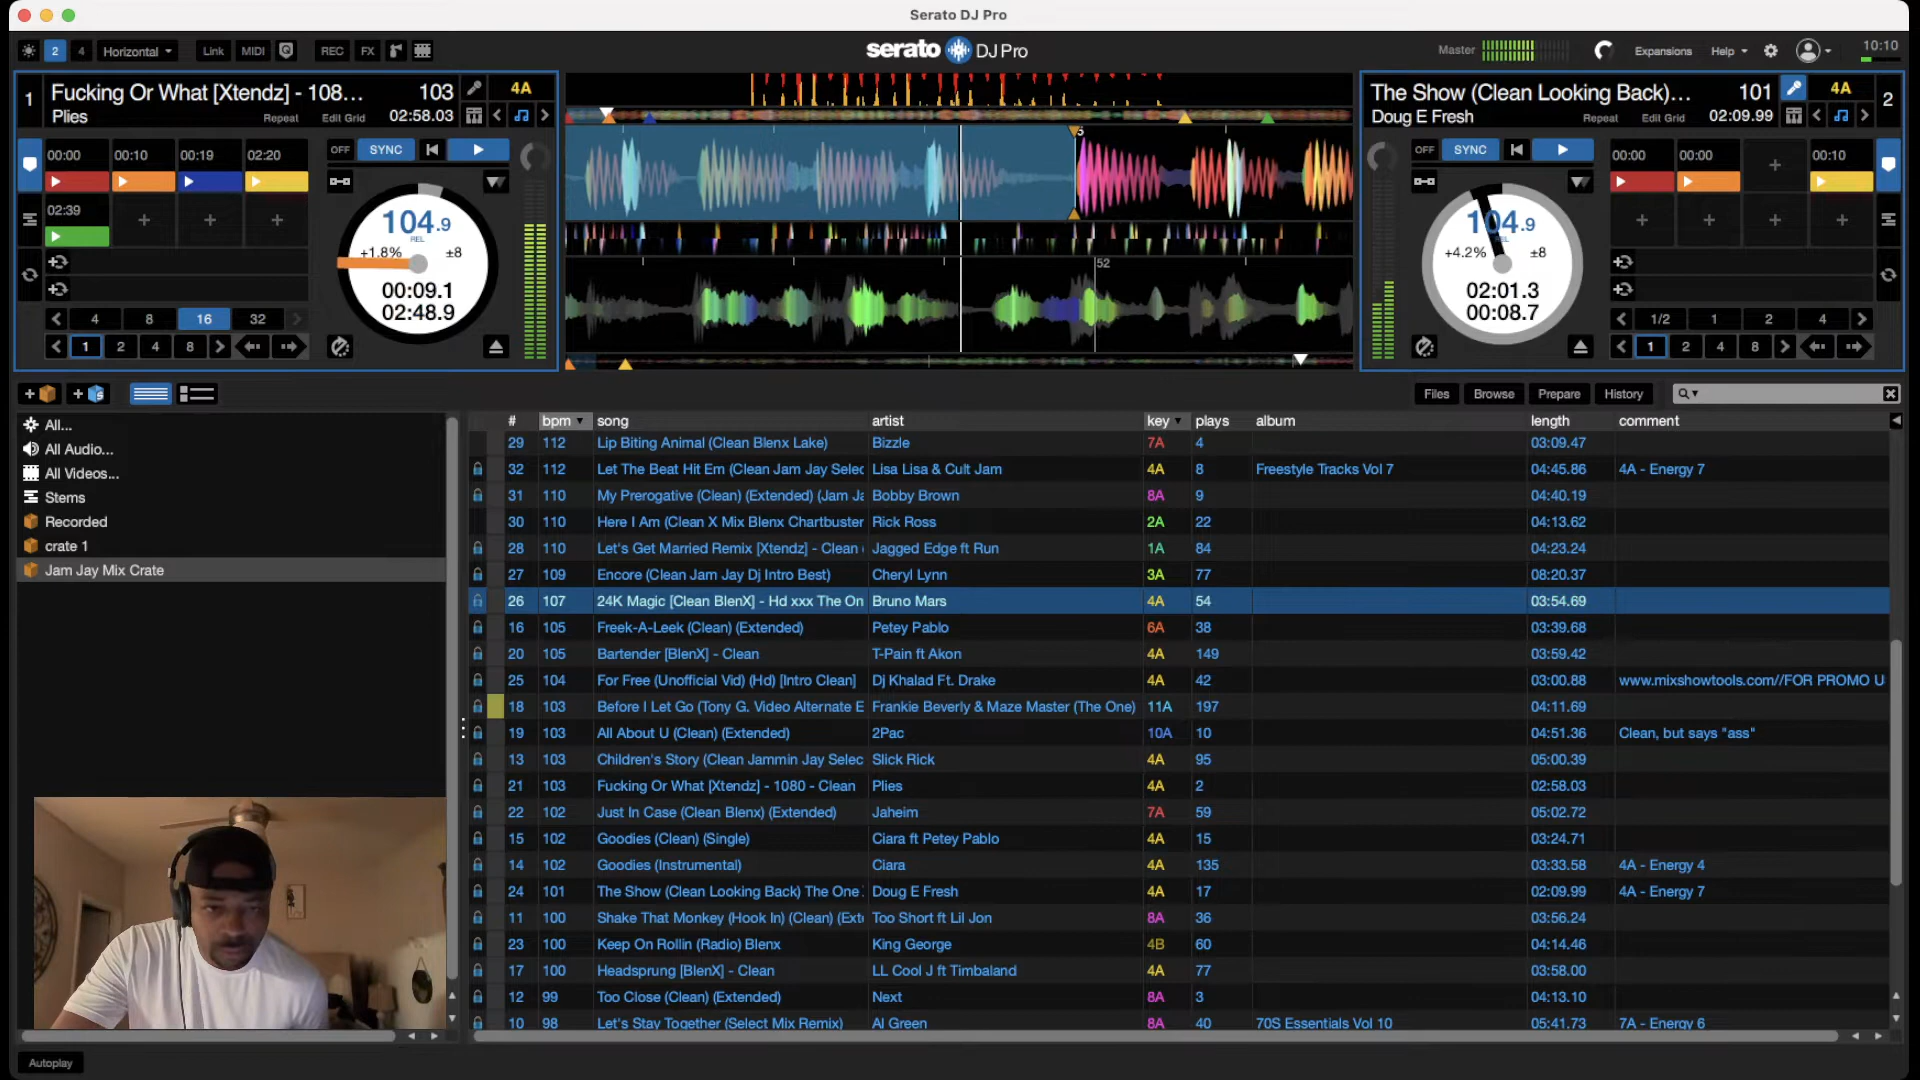 Serato DJ Pro
2 4 Horizontal Link MIDI REC FX
serato DJ Pro
Master Expansions Help 10:10
1 Fucking Or What [Xtendz] - 108... 103 4A
Plies Repeat Edit Grid 02:58.03
00:00 00:10 00:19 02:20
02:39
OFF SYNC
104.9
REL
+1.8% ±8
00:09.1
02:48.9
4 8 16 32
1 2 4 8
52
The Show (Clean Looking Back)... 101 4A 2
Doug E Fresh Repeat Edit Grid 02:09.99
OFF SYNC
104.9
+4.2% ±8
02:01.3
00:08.7
00:00 00:00 00:10
1/2 1 2 4
1 2 4 8
Files Browse Prepare History
All...
All Audio...
All Videos...
Stems
Recorded
crate 1
Jam Jay Mix Crate
# bpm song artist key plays album length comment
29 112 Lip Biting Animal (Clean Blenx Lake) Bizzle 7A 4 03:09.47
32 112 Let The Beat Hit Em (Clean Jam Jay Selec Lisa Lisa & Cult Jam 4A 8 Freestyle Tracks Vol 7 04:45.86 4A - Energy 7
31 110 My Prerogative (Clean) (Extended) (Jam Ja Bobby Brown 8A 9 04:40.19
30 110 Here I Am (Clean X Mix Blenx Chartbuster Rick Ross 2A 22 04:13.62
28 110 Let's Get Married Remix [Xtendz] - Clean Jagged Edge ft Run 1A 84 04:23.24
27 109 Encore (Clean Jam Jay Dj Intro Best) Cheryl Lynn 3A 77 08:20.37
26 107 24K Magic [Clean BlenX] - Hd xxx The On Bruno Mars 4A 54 03:54.69
16 105 Freek-A-Leek (Clean) (Extended) Petey Pablo 6A 38 03:39.68
20 105 Bartender [BlenX] - Clean T-Pain ft Akon 4A 149 03:59.42
25 104 For Free (Unofficial Vid) (Hd) [Intro Clean] Dj Khalad Ft. Drake 4A 42 03:00.88 www.mixshowtools.com//FOR PROMO U
18 103 Before I Let Go (Tony G. Video Alternate E Frankie Beverly & Maze Master (The One) 11A 197 04:11.69
19 103 All About U (Clean) (Extended) 2Pac 10A 10 04:51.36 Clean, but says "ass"
13 103 Children's Story (Clean Jammin Jay Selec Slick Rick 4A 95 05:00.39
21 103 Fucking Or What [Xtendz] - 1080 - Clean Plies 4A 2 02:58.03
22 102 Just In Case (Clean Blenx) (Extended) Jaheim 7A 59 05:02.72
15 102 Goodies (Clean) (Single) Ciara ft Petey Pablo 4A 15 03:24.71
14 102 Goodies (Instrumental) Ciara 4A 135 03:33.58 4A - Energy 4
24 101 The Show (Clean Looking Back) The One Doug E Fresh 4A 17 02:09.99 4A - Energy 7
11 100 Shake That Monkey (Hook In) (Clean) (Exte Too Short ft Lil Jon 8A 36 03:56.24
23 100 Keep On Rollin (Radio) Blenx King George 4B 60 04:14.46
17 100 Headsprung [BlenX] - Clean LL Cool J ft Timbaland 4A 77 03:58.00
12 99 Too Close (Clean) (Extended) Next 8A 3 04:13.10
10 98 Let's Stay Together (Select Mix Remix) Al Green 8A 40 70S Essentials Vol 10 05:41.73 7A - Energy 6
Autoplay